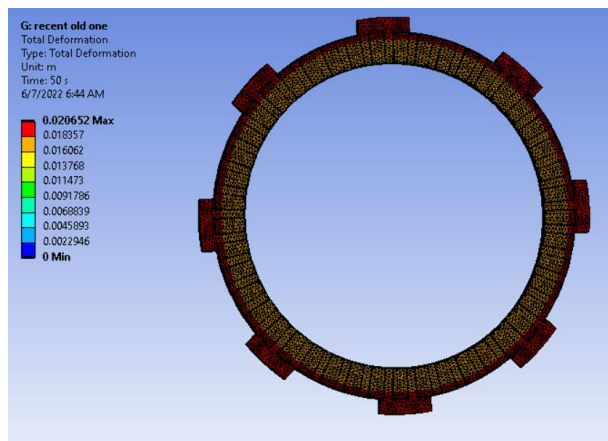 G: recent old one
Total Deformation
Type: Total Deformation
Unit: m
Time: 50 s
6/7/2022 6:44 AM
0.020652 Max
0.018357
0.016062
0.013768
0.011473
0.0091786
0.0068839
0.0045893
0.0022946
0 Min